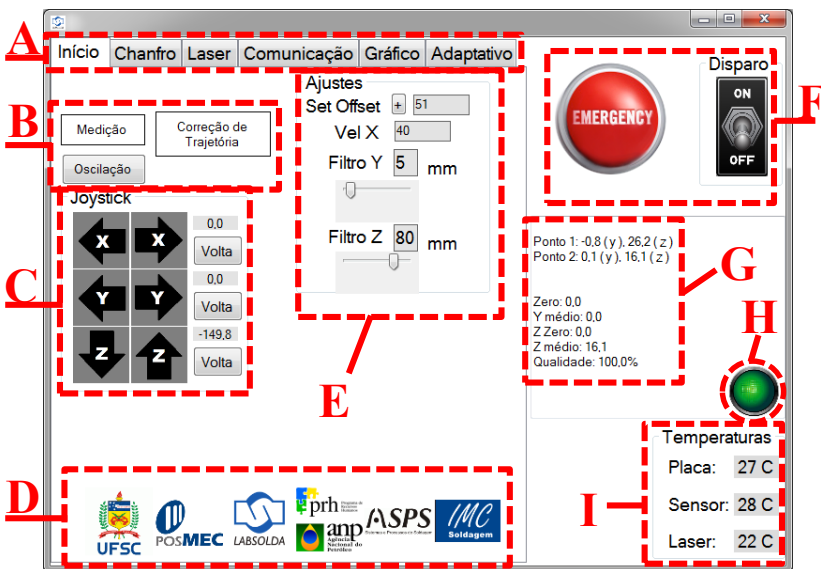 A
Início Chanfro Laser Comunicação Gráfico Adaptativo
B
Medição
Correção de
Trajetória
Oscilação
Ajustes
Set Offset + 51
Vel X 40
Filtro Y 5 mm
Filtro Z 80 mm
E
EMERGENCY
Disparo
ON
OFF
F
C
Joystick
X X 0,0
Volta
Y Y 0,0
Volta
Z Z -149,8
Volta
Ponto 1: -0,8 ( y ). 26,2 ( z )
Ponto 2: 0,1 ( y ). 16,1 ( z )
Zero: 0,0
Y médio: 0,0
Z Zero: 0,0
Z médio: 16,1
Qualidade: 100,0%
G
H
D
UFSC
POSMEC
LABSOLDA
prh
anp
Agência
Nacional do
Petróleo
ASPS
IMC
Soldagem
I
Temperaturas
Placa: 27 C
Sensor: 28 C
Laser: 22 C